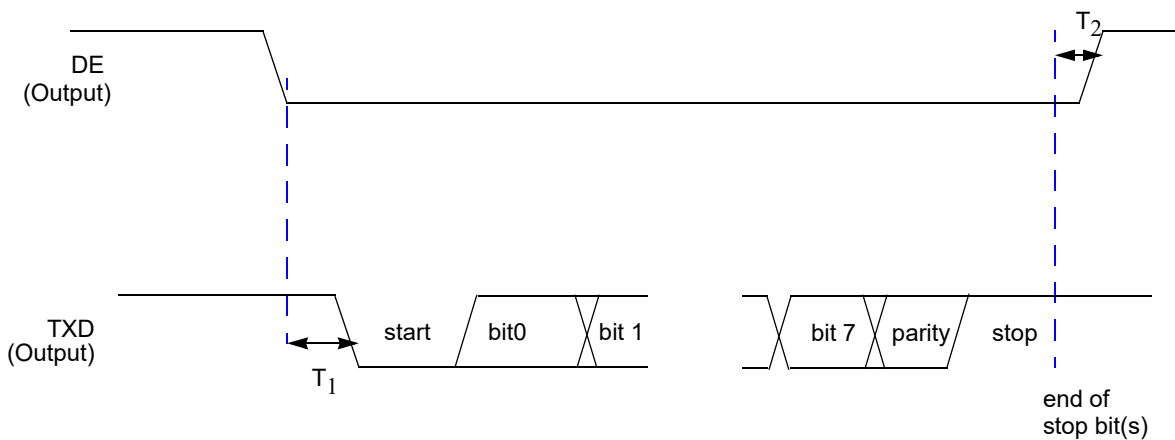 T2
DE
(Output)
TXD
(Output)
start
bit0
bit 1
bit 7
parity
stop
T1
end of
stop bit(s)